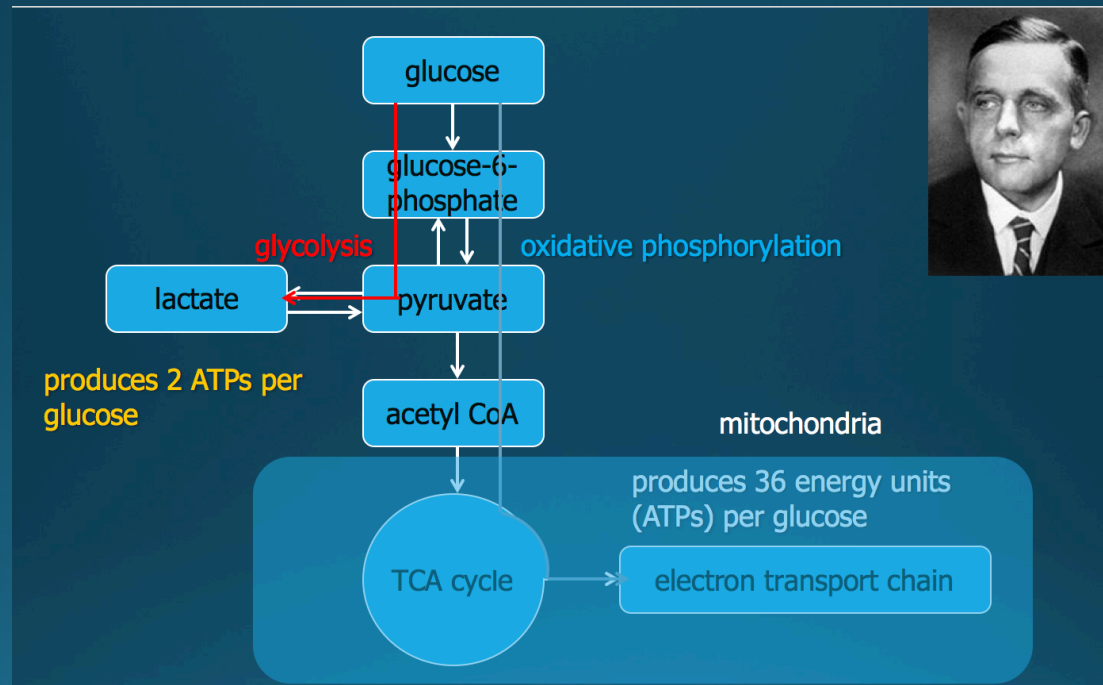 glucose
glucose-6-
phosphate
glycolysis
oxidative phosphorylation
lactate
pyruvate
produces 2 ATPs per
glucose
acetyl CoA
mitochondria
produces 36 energy units
(ATPs) per glucose
TCA cycle
electron transport chain